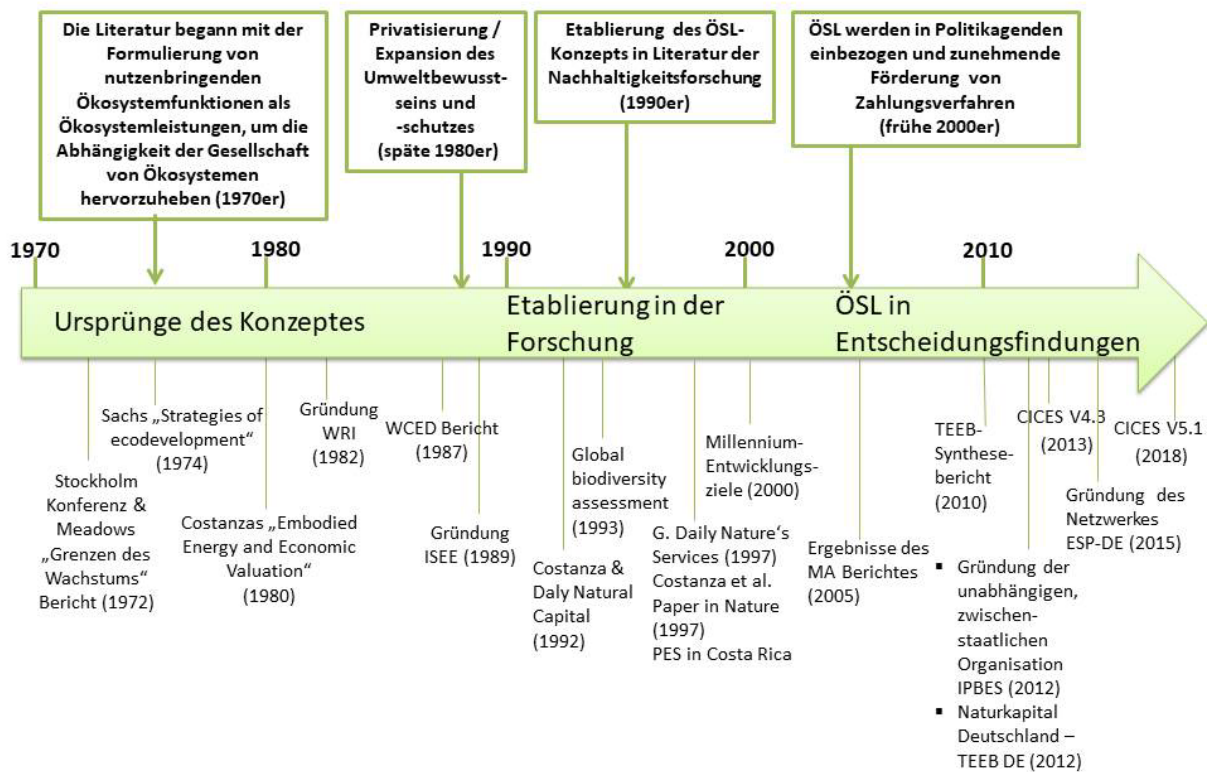 Die Literatur begann mit der
Formulierung von
nutzenbringenden
Ökosystemfunktionen als
Ökosystemleistungen, um die
Abhängigkeit der Gesellschaft
von Ökosystemen
hervorzuheben (1970er)
Privatisierung /
Expansion des
Umweltbewusst-
seins und
-schutzes
(späte 1980er)
Etablierung des ÖSL-
Konzepts in Literatur der
Nachhaltigkeitsforschung
(1990er)
ÖSL werden in Politikagenden
einbezogen und zunehmende
Förderung von
Zahlungsverfahren
(frühe 2000er)
1970
1980
1990
2000
2010
Ursprünge des Konzeptes
Etablierung in der
Forschung
ÖSL in
Entscheidungsfindungen
Stockholm
Konferenz &
Meadows
„Grenzen des
Wachstums“
Bericht (1972)
Sachs „Strategies of
ecodevelopment“
(1974)
Costanzas „Embodied
Energy and Economic
Valuation“
(1980)
Gründung
WRI
(1982)
WCED Bericht
(1987)
Gründung
ISEE (1989)
Costanza &
Daly Natural
Capital
(1992)
Global
biodiversity
assessment
(1993)
G. Daily Nature‘s
Services (1997)
Costanza et al.
Paper in Nature
(1997)
PES in Costa Rica
Millennium-
Entwicklungs-
ziele (2000)
Ergebnisse des
MA Berichtes
(2005)
TEEB-
Synthese-
bericht
(2010)
▪ Gründung der
unabhängigen,
zwischen-
staatlichen
Organisation
IPBES (2012)
▪ Naturkapital
Deutschland –
TEEB DE (2012)
CICES V4.3
(2013)
Gründung des
Netzwerkes
ESP-DE (2015)
CICES V5.1
(2018)